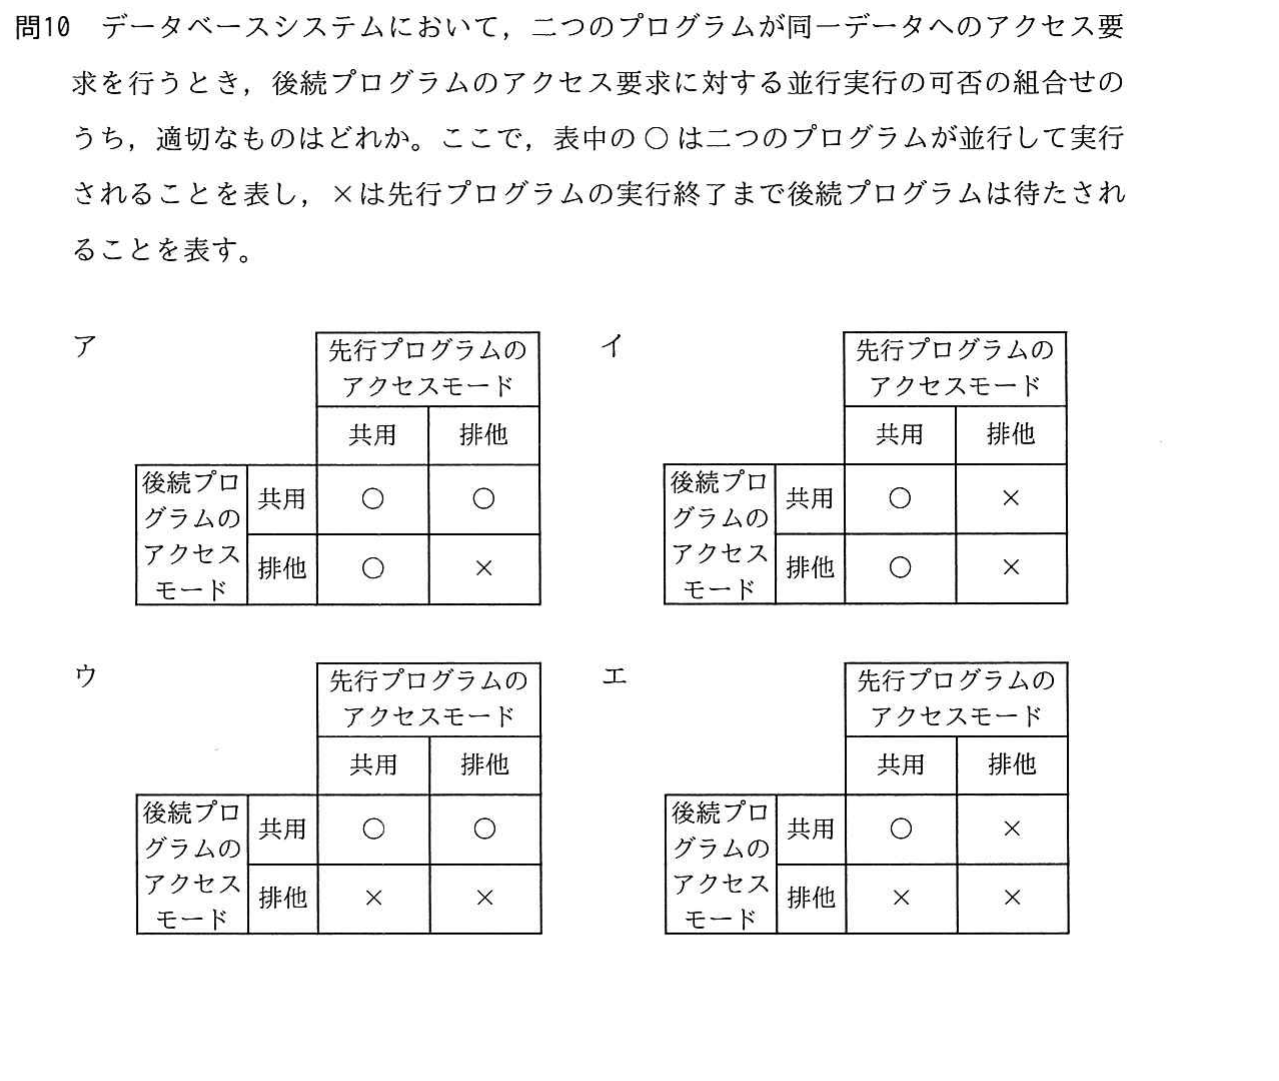 問10 データベースシステムにおいて，二つのプログラムが同一データへのアクセス要
求を行うとき，後続プログラムのアクセス要求に対する並行実行の可否の組合せの
うち，適切なものはどれか。ここで，表中の○は二つのプログラムが並行して実行
されることを表し，×は先行プログラムの実行終了まで後続プログラムは待たされ
ることを表す。
ア
先行プログラムの
アクセスモード
共用 排他
後続プロ
グラムの
アクセス
モード
共用 ○ ○
排他 ○ ×
イ
先行プログラムの
アクセスモード
共用 排他
後続プロ
グラムの
アクセス
モード
共用 ○ ×
排他 ○ ×
ウ
先行プログラムの
アクセスモード
共用 排他
後続プロ
グラムの
アクセス
モード
共用 ○ ○
排他 × ×
エ
先行プログラムの
アクセスモード
共用 排他
後続プロ
グラムの
アクセス
モード
共用 ○ ×
排他 × ×